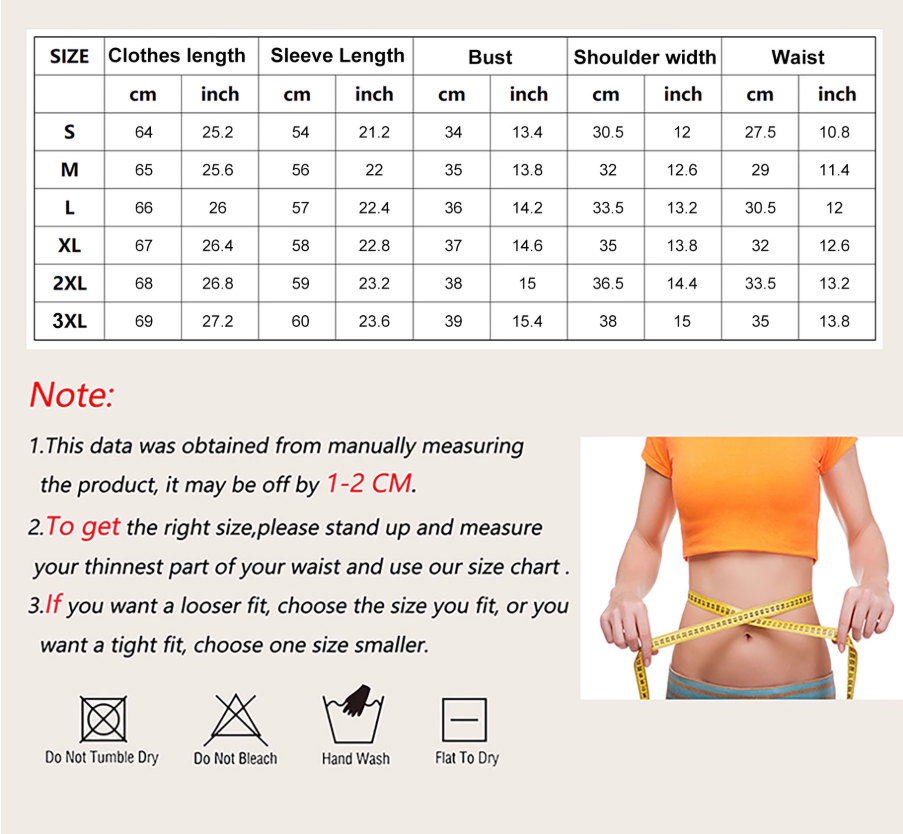 SIZE Clothes length Sleeve Length Bust Shoulder width Waist
cm inch cm inch cm inch cm inch cm inch
S 64 25.2 54 21.2 34 13.4 30.5 12 27.5 10.8
M 65 25.6 56 22 35 13.8 32 12.6 29 11.4
L 66 26 57 22.4 36 14.2 33.5 13.2 30.5 12
XL 67 26.4 58 22.8 37 14.6 35 13.8 32 12.6
2XL 68 26.8 59 23.2 38 15 36.5 14.4 33.5 13.2
3XL 69 27.2 60 23.6 39 15.4 38 15 35 13.8
Note:
1.This data was obtained from manually measuring
the product, it may be off by 1-2 CM.
2.To get the right size,please stand up and measure
your thinnest part of your waist and use our size chart .
3.If you want a looser fit, choose the size you fit, or you
want a tight fit, choose one size smaller.
Do Not Tumble Dry Do Not Bleach Hand Wash Flat To Dry